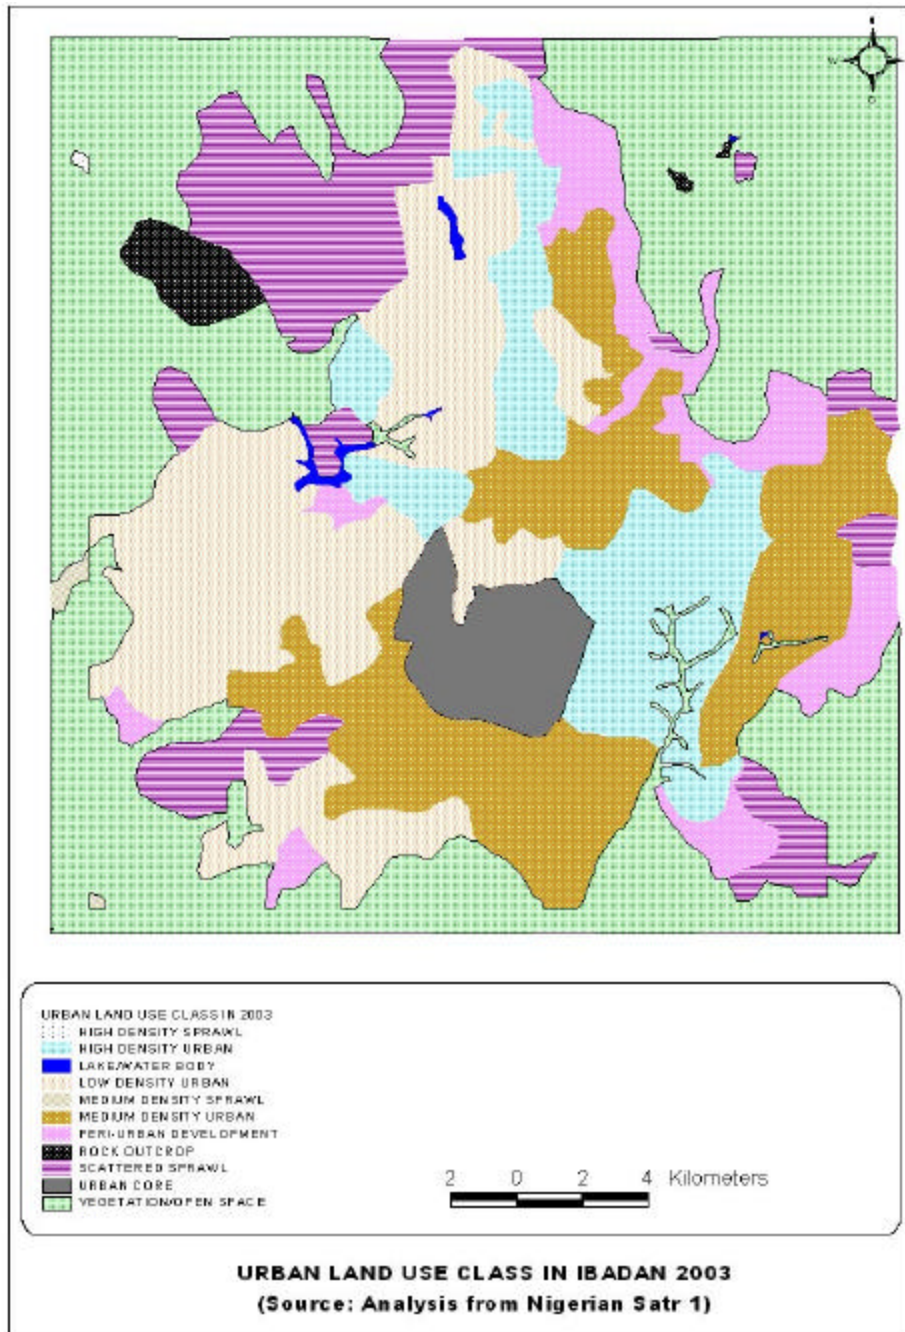 W
URBAN LAND USE CLASS IN 2003
HIGH DENSITY SPRAWL
HIGH DENSITY URBAN
LAKE/WATER BODY
LOW DENSITY URBAN
MEDIUM DENSITY SPRAWL
MEDIUM DENSITY URBAN
PERI-URBAN DEVELOPMENT
ROCK OUTCROP
SCATTERED SPRAWL
URBAN CORE
VEGETATION/OPEN SPACE
2 0 2 4 Kilometers
URBAN LAND USE CLASS IN IBADAN 2003
(Source: Analysis from Nigerian Satr 1)